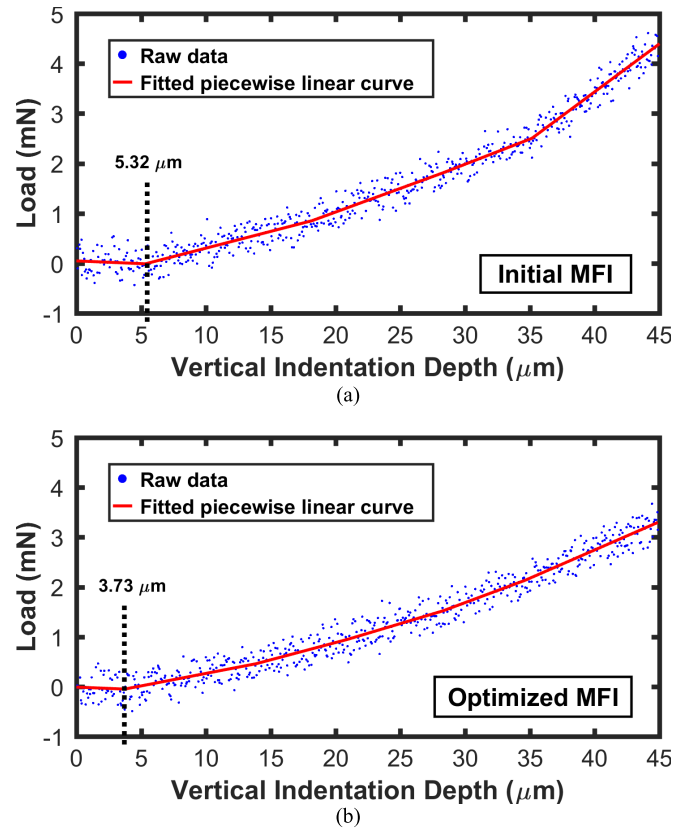 5
4
3
2
1
0
-1
Load (mN)
Raw data
Fitted piecewise linear curve
5.32 μm
Initial MFI
0 5 10 15 20 25 30 35 40 45
Vertical Indentation Depth (μm)
(a)
5
4
3
2
1
0
-1
Load (mN)
Raw data
Fitted piecewise linear curve
3.73 μm
Optimized MFI
0 5 10 15 20 25 30 35 40 45
Vertical Indentation Depth (μm)
(b)